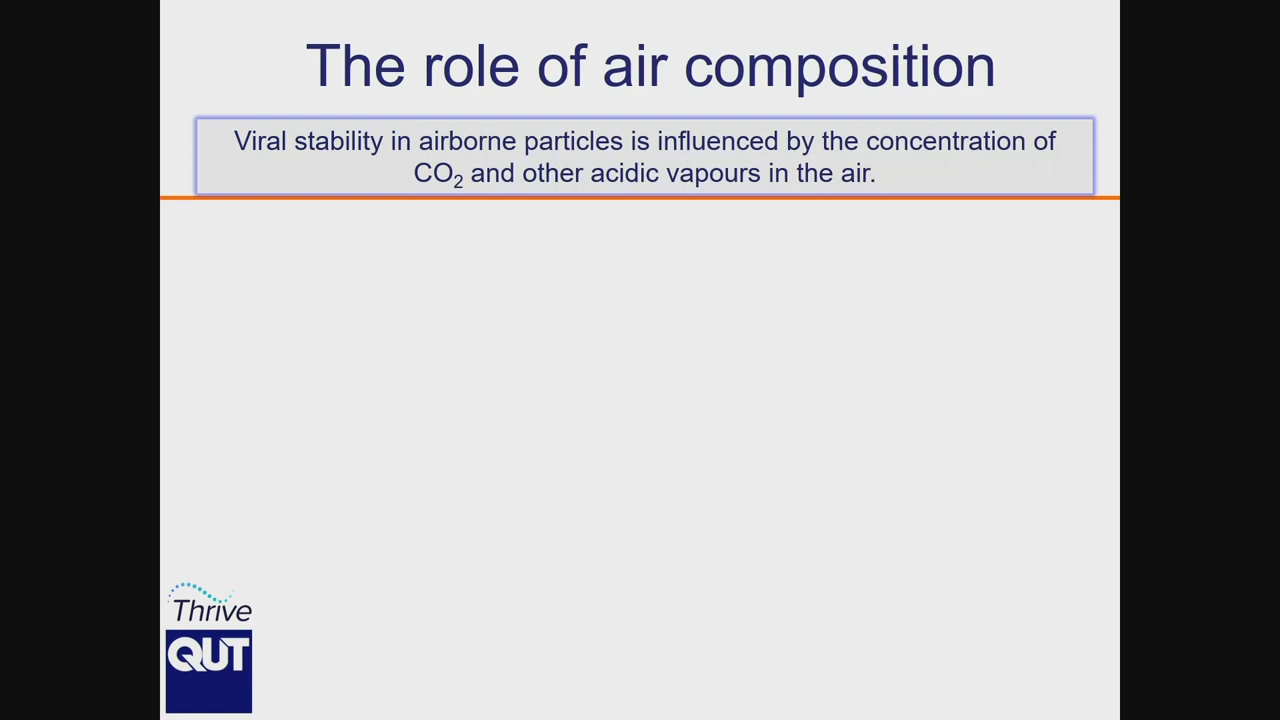 The role of air composition
Viral stability in airborne particles is influenced by the concentration of
CO₂ and other acidic vapours in the air.
Thrive
QUT